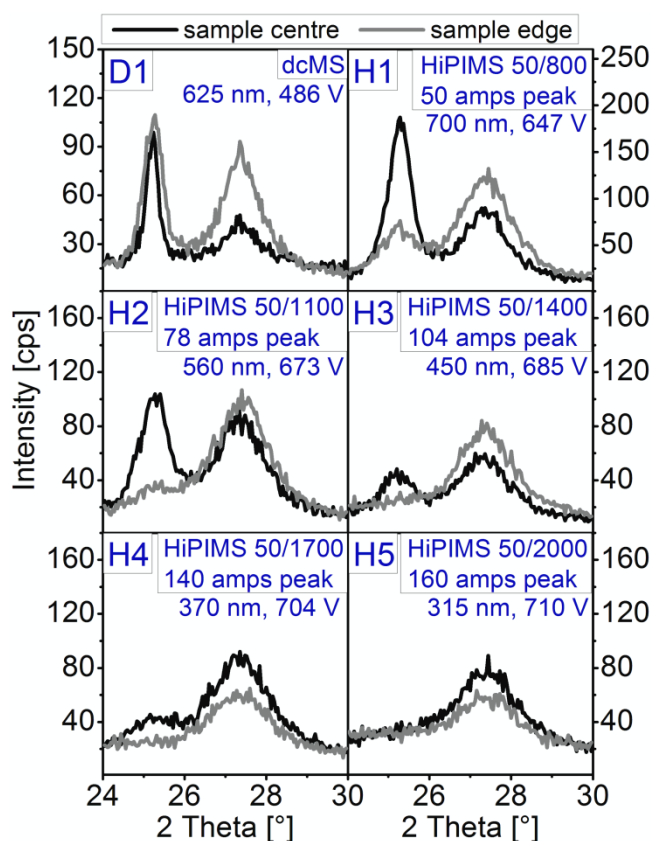 sample centre sample edge
150
120
90
60
30
D1
dcMS
625 nm, 486 V
H1
HiPIMS 50/800
50 amps peak
700 nm, 647 V
250
200
150
100
50
Intensity [cps]
160
120
80
40
H2
HiPIMS 50/1100
78 amps peak
560 nm, 673 V
H3
HiPIMS 50/1400
104 amps peak
450 nm, 685 V
160
120
80
40
160
120
80
40
H4
HiPIMS 50/1700
140 amps peak
370 nm, 704 V
H5
HiPIMS 50/2000
160 amps peak
315 nm, 710 V
160
120
80
40
24 26 28 30 26 28 30
2 Theta [°] 2 Theta [°]